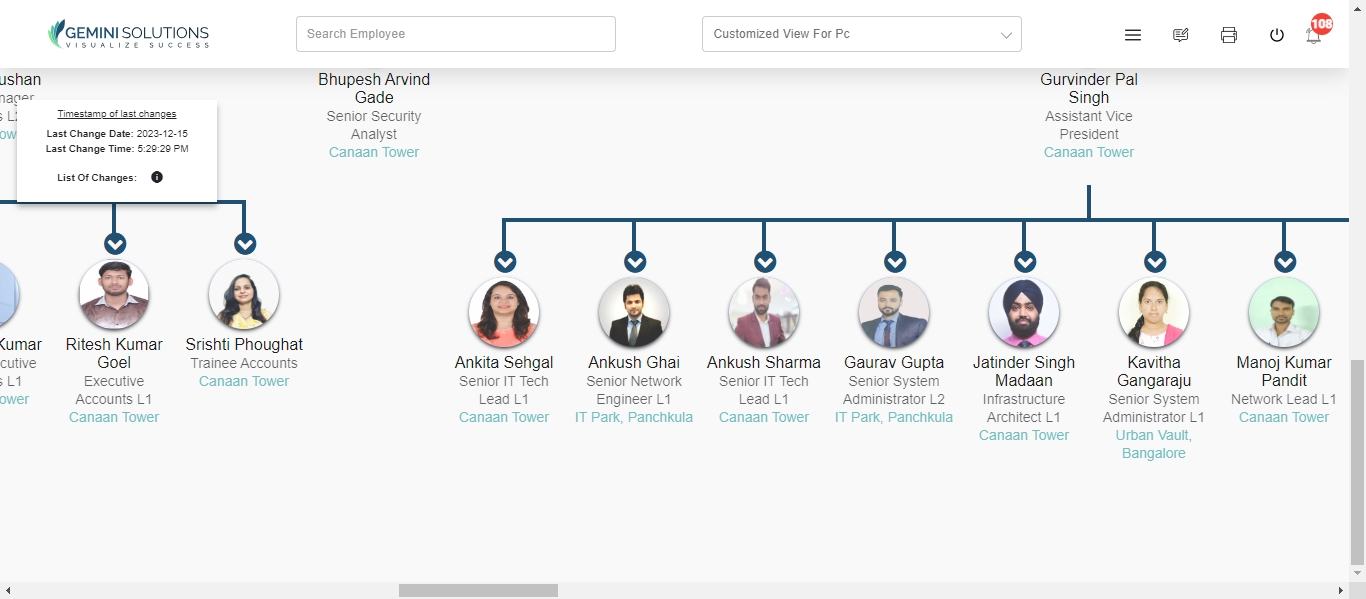 GEMINI SOLUTIONS
VISUALIZE SUCCESS
Search Employee
Customized View For Pc
108
ushan
nager
s L2
Bhupesh Arvind
Gade
Senior Security
Analyst
Canaan Tower
Gurvinder Pal
Singh
Assistant Vice
President
Canaan Tower
Timestamp of last changes
Last Change Date: 2023-12-15
Last Change Time: 5:29:29 PM
List Of Changes:
Kumar
cutive
s L1
ower
Ritesh Kumar
Goel
Executive
Accounts L1
Canaan Tower
Srishti Phoughat
Trainee Accounts
Canaan Tower
Ankita Sehgal
Senior IT Tech
Lead L1
Canaan Tower
Ankush Ghai
Senior Network
Engineer L1
IT Park, Panchkula
Ankush Sharma
Senior IT Tech
Lead L1
Canaan Tower
Gaurav Gupta
Senior System
Administrator L2
IT Park, Panchkula
Jatinder Singh
Madaan
Infrastructure
Architect L1
Canaan Tower
Kavitha
Gangaraju
Senior System
Administrator L1
Urban Vault,
Bangalore
Manoj Kumar
Pandit
Network Lead L1
Canaan Tower